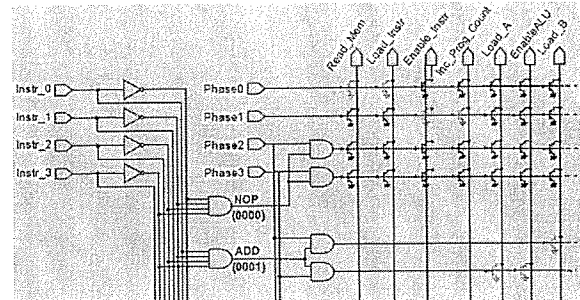 Read_Mem
Load_Instr
Enable_Instr
Inc_Prog_Count
Load_A
EnableALU
Load_B
Instr_0
Phase0
Instr_1
Phase1
Instr_2
Phase2
Instr_3
Phase3
NOP
(0000)
ADD
(0001)